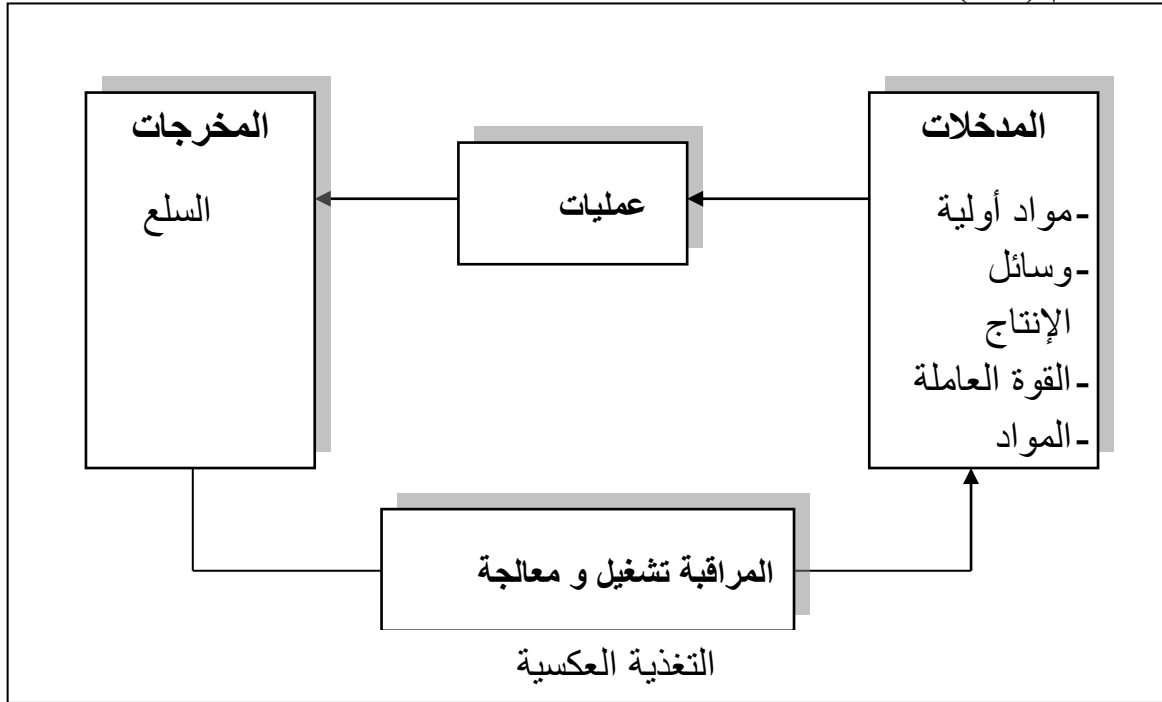 المدخلات
-مواد أولية
-وسائل
الإنتاج
-القوة العاملة
-المواد
عمليات
المخرجات
السلع
المراقبة تشغيل و معالجة
التغذية العكسية